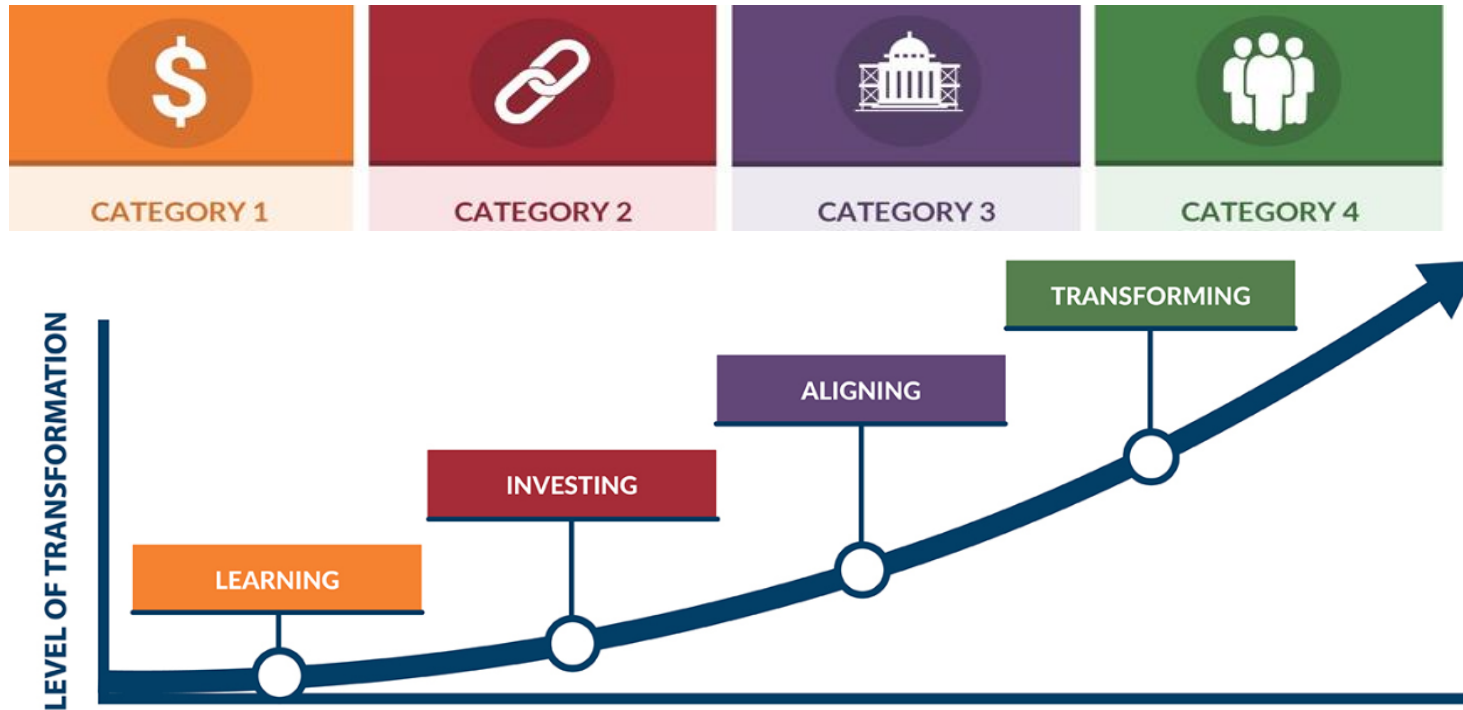 $
CATEGORY 1
CATEGORY 2
CATEGORY 3
CATEGORY 4
LEVEL OF TRANSFORMATION
LEARNING
INVESTING
ALIGNING
TRANSFORMING